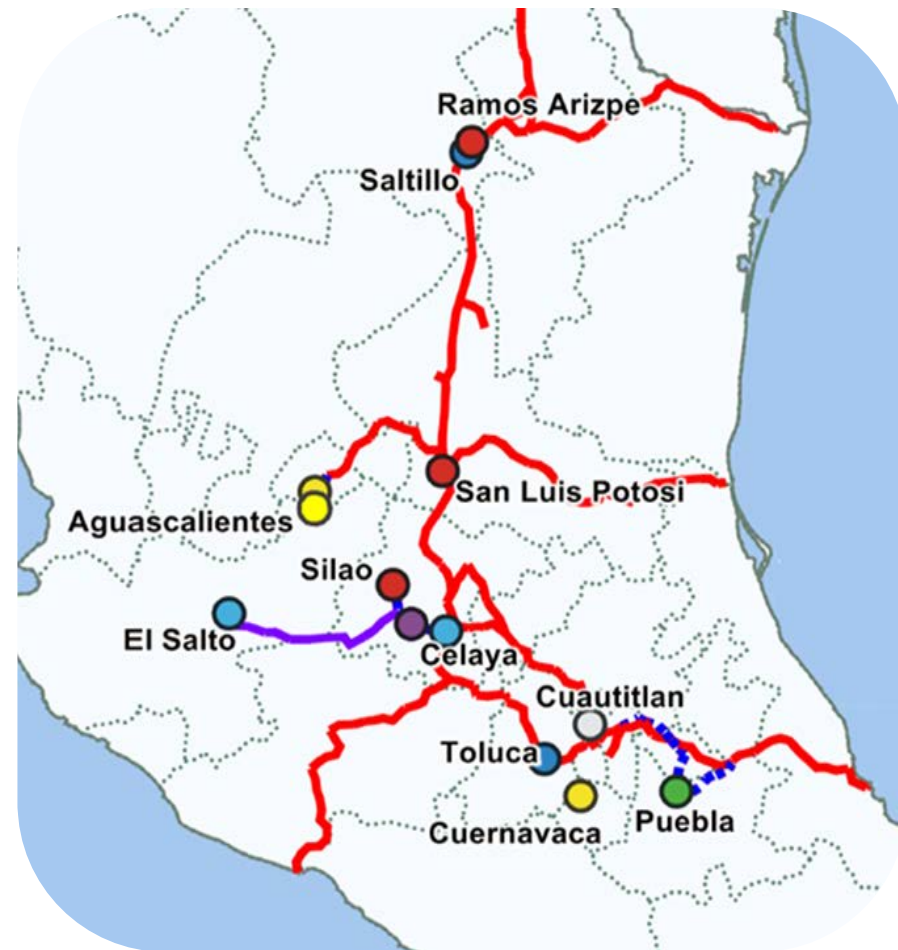 Ramos Arizpe
Saltillo
San Luis Potosi
Aguascalientes
Silao
El Salto
Celaya
Cuautitlan
Toluca
Cuernavaca
Puebla